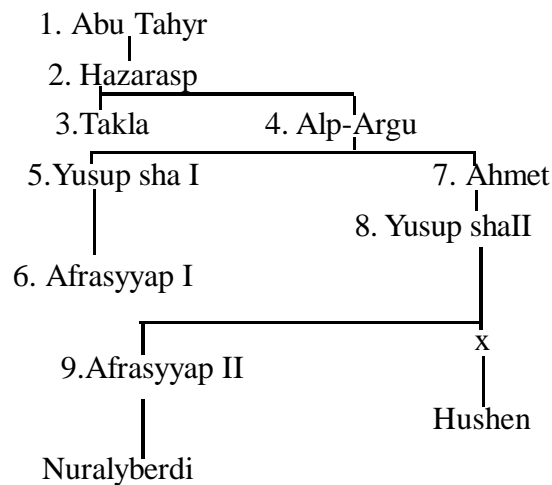 1. Abu Tahyr
2. Hazarasp
3.Takla
4. Alp-Argu
5.Yusup sha I
7. Ahmet
8. Yusup shaII
6. Afrasyyap I
x
9.Afrasyyap II
Hushen
Nuralyberdi